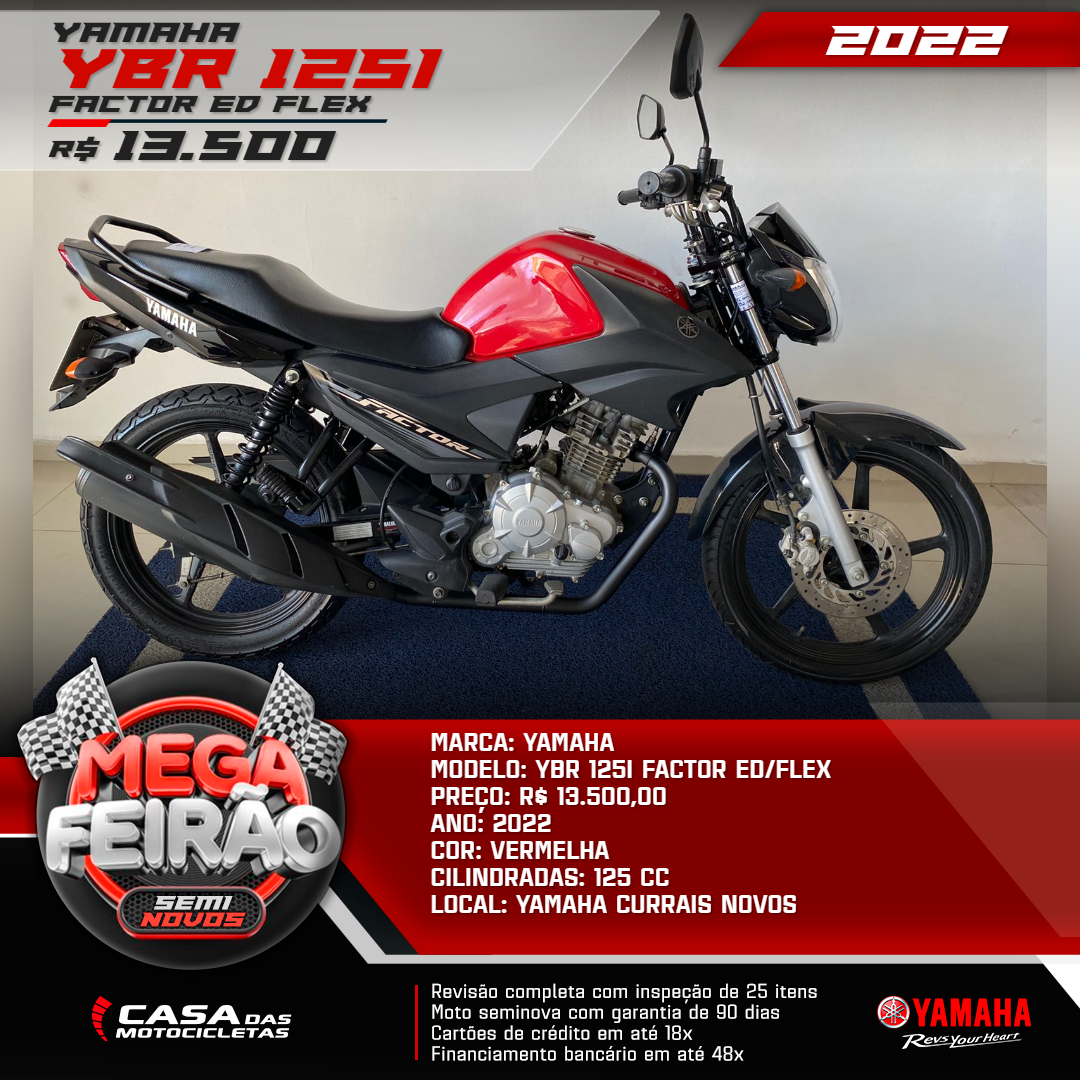 YAMAHA
YBR 125I
FACTOR ED FLEX
R$ 13.500
2022
YAMAHA
FACTOR
YAMAHA
MEGA
FEIRÃO
SEMI
NOVOS
MARCA: YAMAHA
MODELO: YBR 125I FACTOR ED/FLEX
PREÇO: R$ 13.500,00
ANO: 2022
COR: VERMELHA
CILINDRADAS: 125 CC
LOCAL: YAMAHA CURRAIS NOVOS
CASA DAS
MOTOCICLETAS
Revisão completa com inspeção de 25 itens
Moto seminova com garantia de 90 dias
Cartões de crédito em até 18x
Financiamento bancário em até 48x
YAMAHA
Revs Your Heart